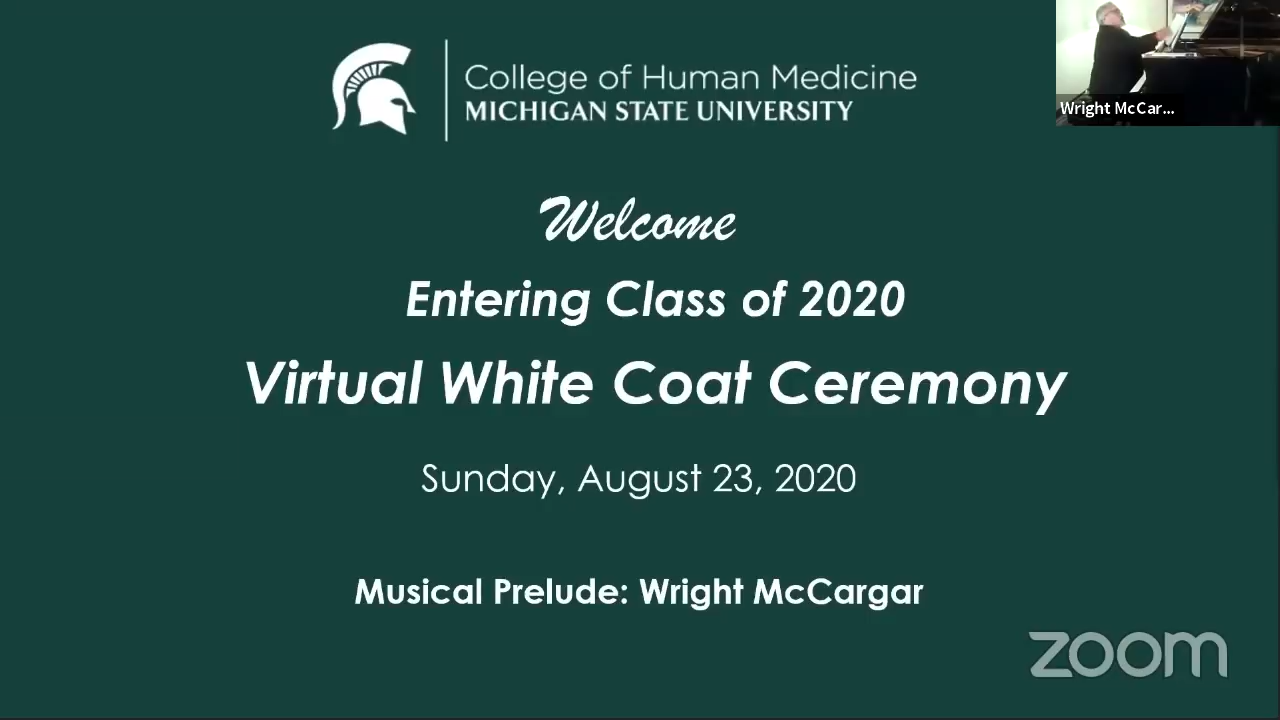 College of Human Medicine
MICHIGAN STATE UNIVERSITY
Wright McCar...
Welcome
Entering Class of 2020
Virtual White Coat Ceremony
Sunday, August 23, 2020
Musical Prelude: Wright McCargar
zoom